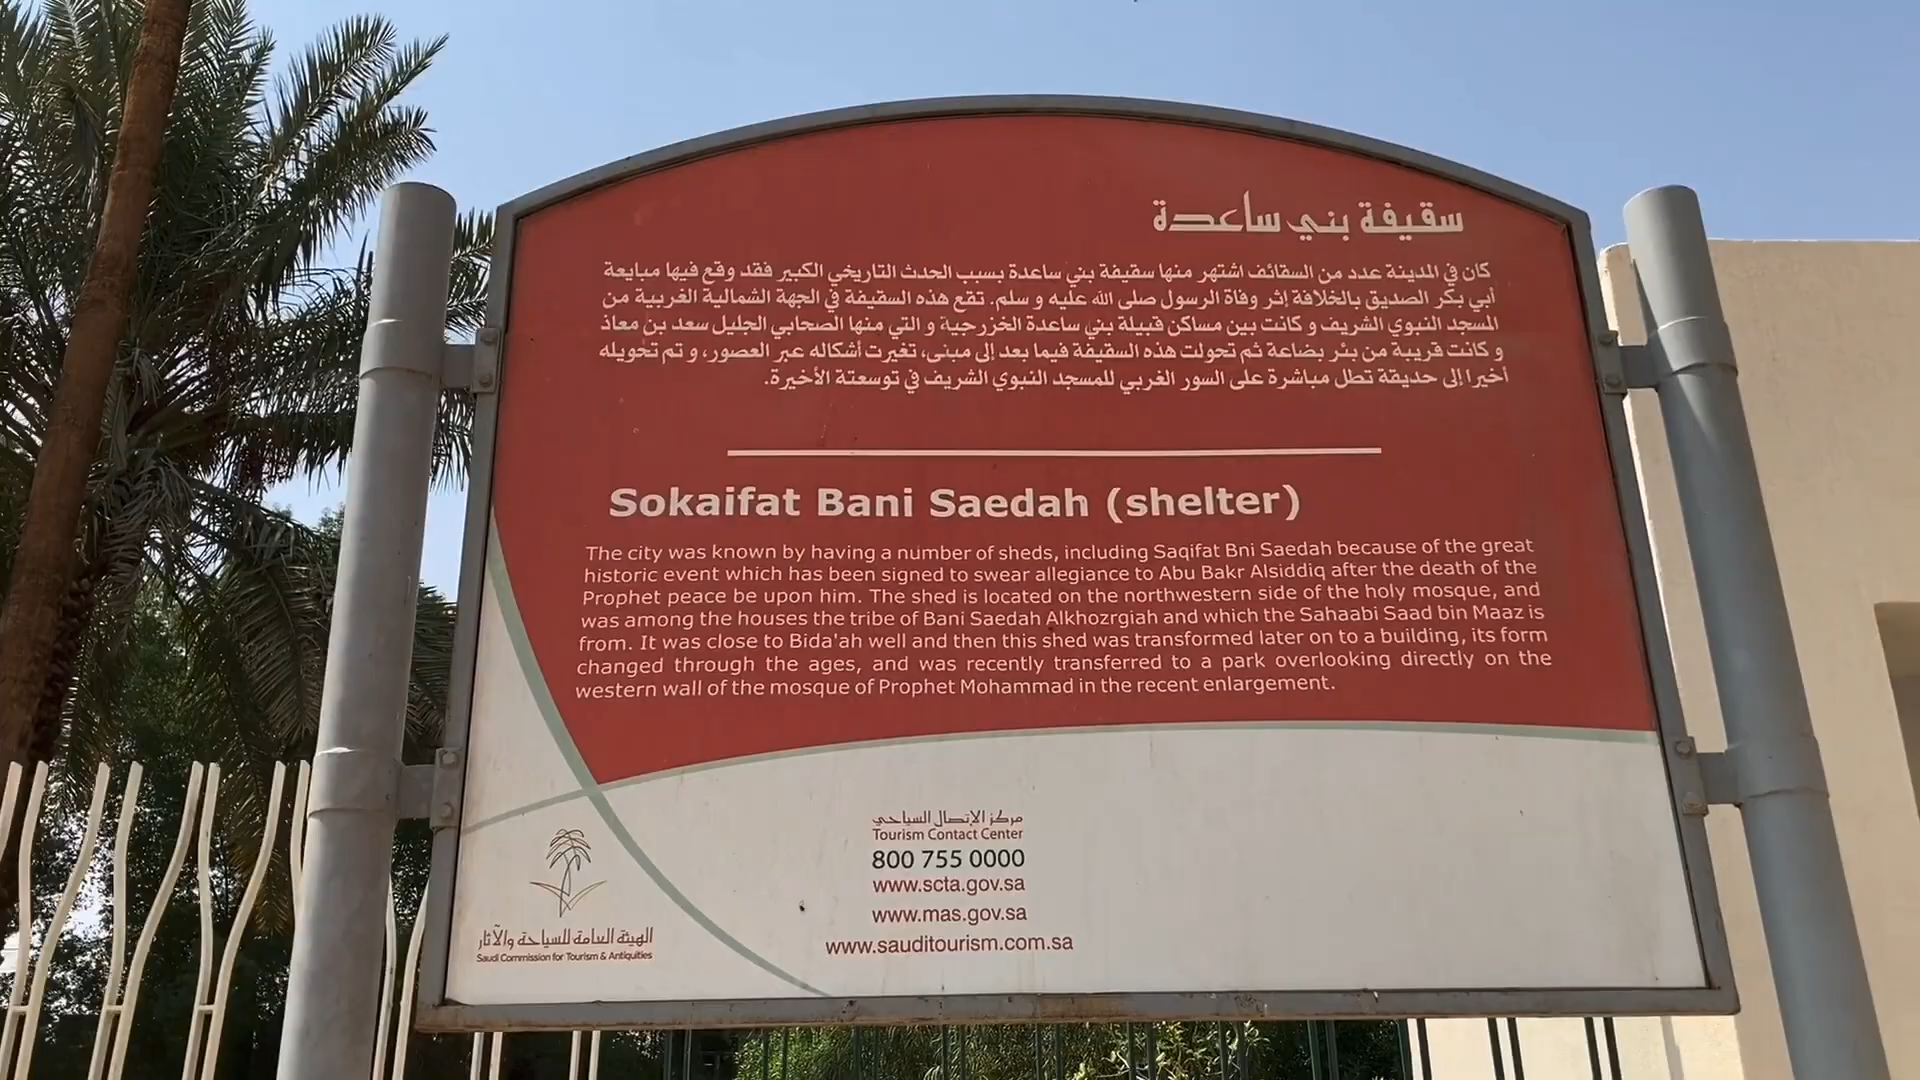 سقيفة بني ساعدة
كان في المدينة عدد من السقائف اشتهر منها سقيفة بني ساعدة بسبب الحدث التاريخي الكبير فقد وقع فيها مبايعة
أبي بكر الصديق بالخلافة إثر وفاة الرسول صلى الله عليه و سلم. تقع هذه السقيفة في الجهة الشمالية الغربية من
المسجد النبوي الشريف و كانت بين مساكن قبيلة بني ساعدة الخزرجية و التي منها الصحابي الجليل سعد بن معاذ
و كانت قريبة من بئر بضاعة ثم تحولت هذه السقيفة فيما بعد إلى مبنى، تغيرت أشكاله عبر العصور، و تم تحويله
أخيرا إلى حديقة تطل مباشرة على السور الغربي للمسجد النبوي الشريف في توسعتة الأخيرة.
Sokaifat Bani Saedah (shelter)
The city was known by having a number of sheds, including Saqifat Bni Saedah because of the great
historic event which has been signed to swear allegiance to Abu Bakr Alsiddiq after the death of the
Prophet peace be upon him. The shed is located on the northwestern side of the holy mosque, and
was among the houses the tribe of Bani Saedah Alkhozrgiah and which the Sahaabi Saad bin Maaz is
from. It was close to Bida'ah well and then this shed was transformed later on to a building, its form
changed through the ages, and was recently transferred to a park overlooking directly on the
western wall of the mosque of Prophet Mohammad in the recent enlargement.
مركز الإتصال السياحي
Tourism Contact Center
800 755 0000
www.scta.gov.sa
www.mas.gov.sa
www.sauditourism.com.sa
الهيئة العامة للسياحة والآثار
Saudi Commission for Tourism & Antiquities